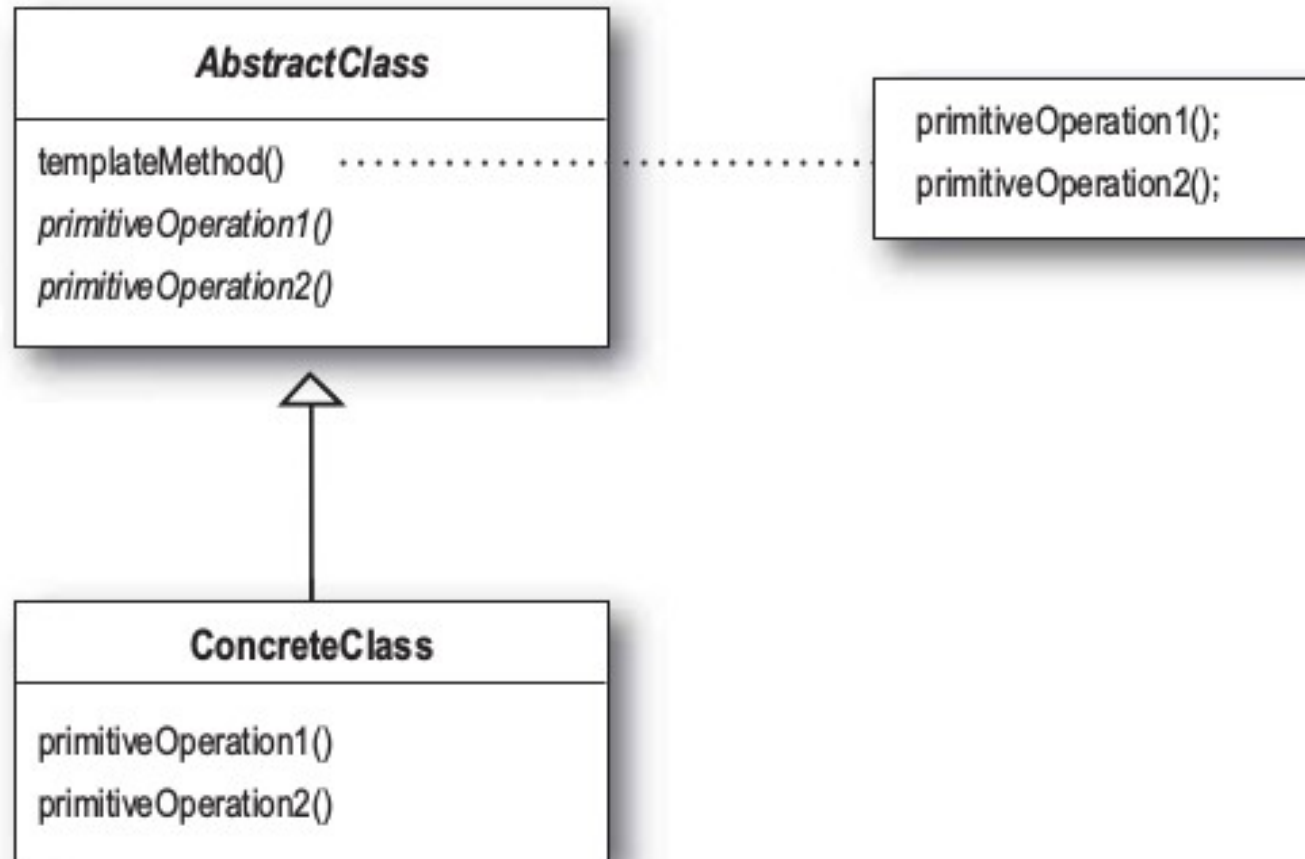 AbstractClass
templateMethod()
primitiveOperation1()
primitiveOperation2()
primitiveOperation1();
primitiveOperation2();
ConcreteClass
primitiveOperation1()
primitiveOperation2()